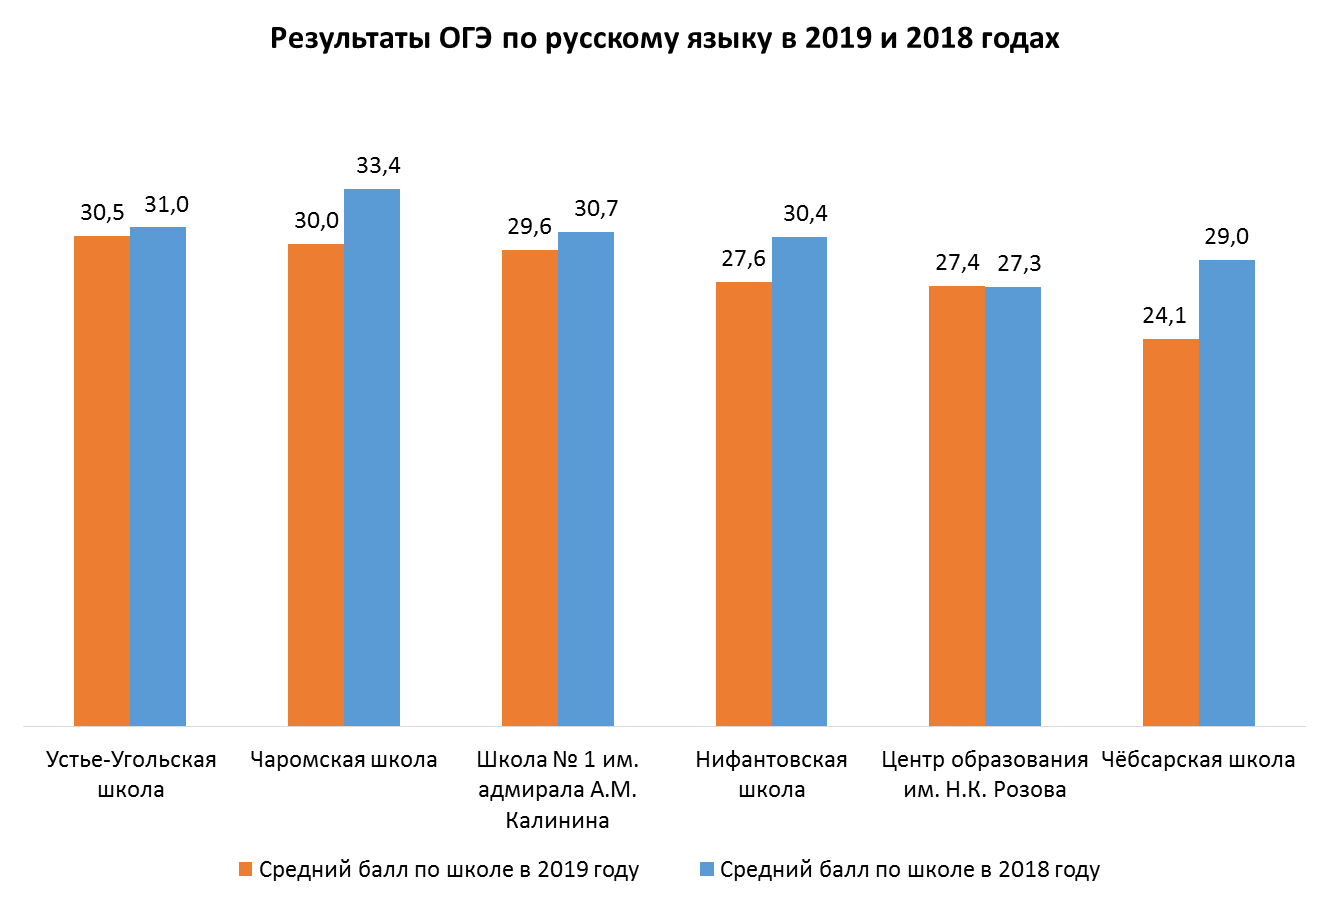 Результаты ОГЭ по русскому языку в 2019 и 2018 годах
30,5
31,0
30,0
33,4
29,6
30,7
27,6
30,4
27,4
27,3
24,1
29,0
Устье-Угольская
школа
Чаромская школа
Школа № 1 им.
адмирала А.М.
Калинина
Нифантовская
школа
Центр образования
им. Н.К. Розова
Чёбсарская школа
Средний балл по школе в 2019 году
Средний балл по школе в 2018 году